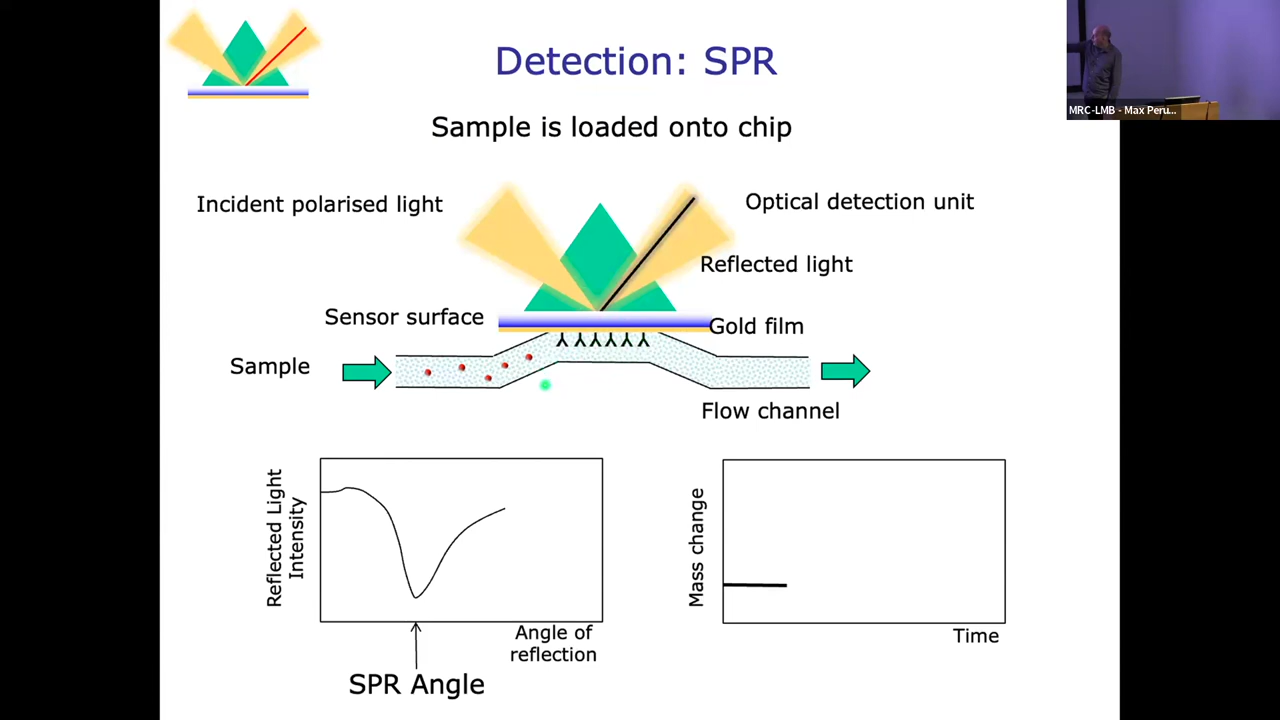 Detection: SPR
MRC-LMB - Max Peru...
Sample is loaded onto chip
Incident polarised light
Optical detection unit
Reflected light
Sensor surface
Gold film
Sample
Flow channel
Reflected Light
Intensity
Angle of
reflection
SPR Angle
Mass change
Time